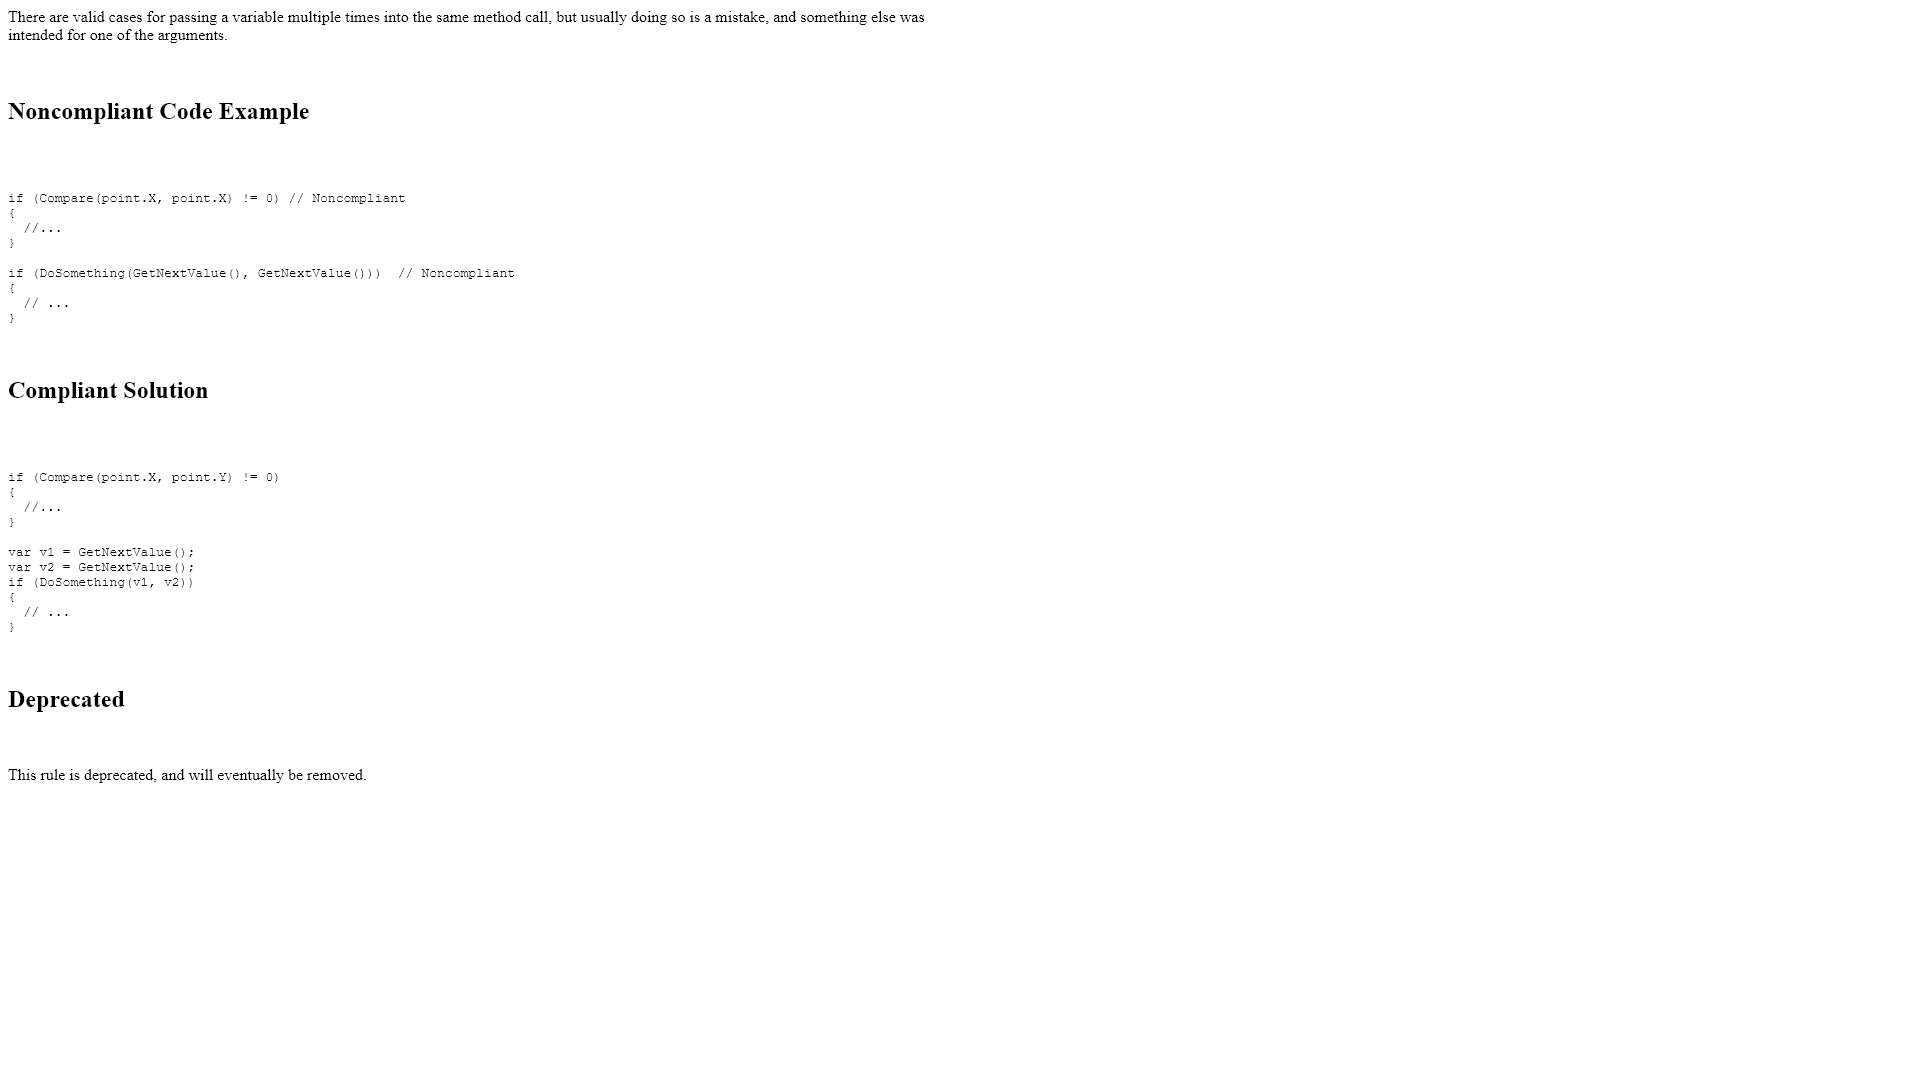 There are valid cases for passing a variable multiple times into the same method call, but usually doing so is a mistake, and something else was
intended for one of the arguments.
Noncompliant Code Example
if (Compare(point.X, point.X) != 0) // Noncompliant
{
  //...
}
if (DoSomething(GetNextValue(), GetNextValue()))  // Noncompliant
{
  // ...
}
Compliant Solution
if (Compare(point.X, point.Y) != 0)
{
  //...
}
var v1 = GetNextValue();
var v2 = GetNextValue();
if (DoSomething(v1, v2))
{
  // ...
}
Deprecated
This rule is deprecated, and will eventually be removed.